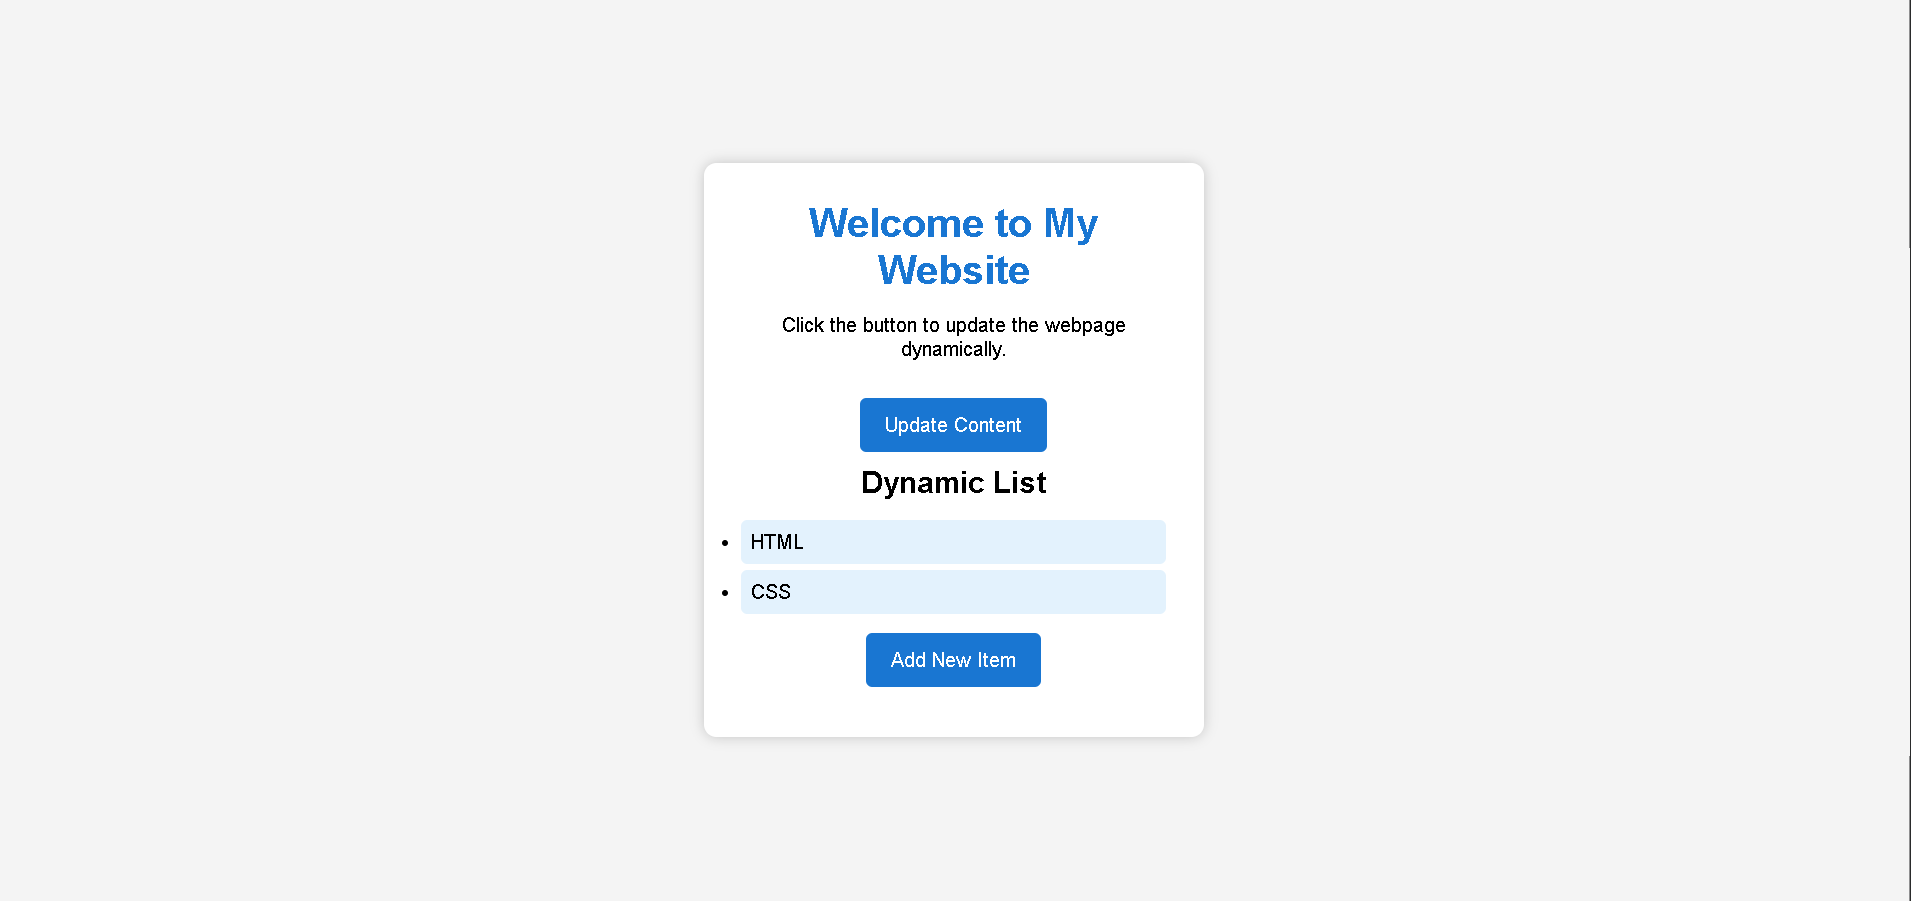 Welcome to My
Website
Click the button to update the webpage
dynamically.
Update Content
Dynamic List
HTML
CSS
Add New Item